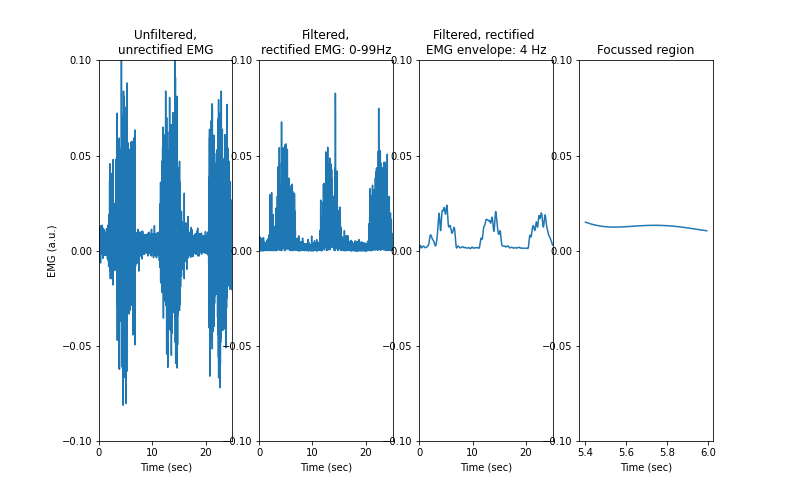 Unfiltered,
unrectified EMG
Filtered,
rectified EMG: 0-99Hz
Filtered, rectified
EMG envelope: 4 Hz
Focussed region
EMG (a.u.)
0.10
0.05
0.00
−0.05
−0.10
0.10
0.05
0.00
−0.05
−0.10
0.10
0.05
0.00
−0.05
−0.10
0.10
0.05
0.00
−0.05
−0.10
0 10 20
0 10 20
0 10 20
5.4 5.6 5.8 6.0
Time (sec)
Time (sec)
Time (sec)
Time (sec)